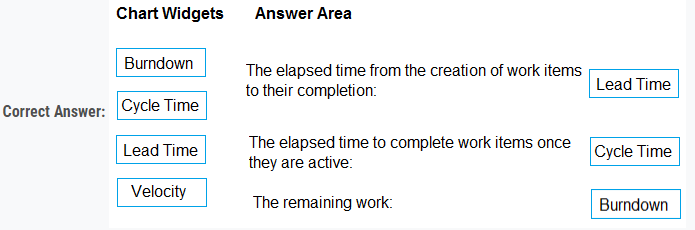 Chart Widgets Answer Area
Burndown
The elapsed time from the creation of work items
to their completion:
Lead Time
Correct Answer:
Cycle Time
The elapsed time to complete work items once
they are active:
Cycle Time
Lead Time
Velocity
The remaining work:
Burndown